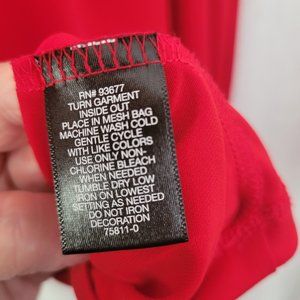 RN# 93677
TURN GARMENT
INSIDE OUT
PLACE IN MESH BAG
MACHINE WASH COLD
GENTLE CYCLE
WITH LIKE COLORS
USE ONLY NON-
CHLORINE BLEACH
WHEN NEEDED
TUMBLE DRY LOW
IRON ON LOWEST
SETTING AS NEEDED
DO NOT IRON
DECORATION
75811-0